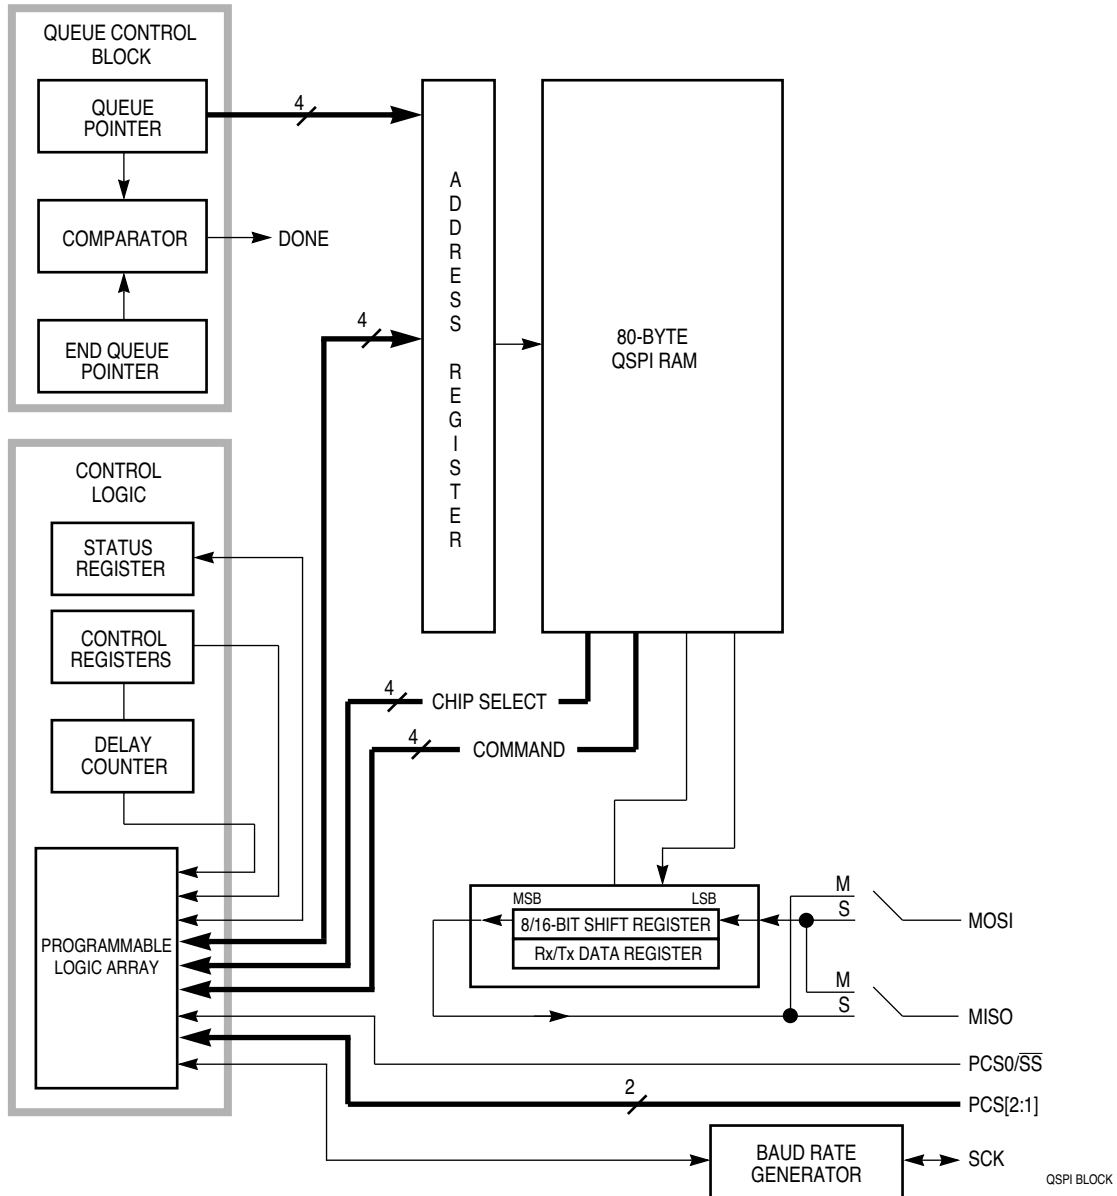 QUEUE CONTROL
BLOCK
QUEUE
POINTER
4
COMPARATOR
DONE
END QUEUE
POINTER
4
ADDRESS REGISTER
80-BYTE
QSPI RAM
CONTROL
LOGIC
STATUS
REGISTER
CONTROL
REGISTERS
DELAY
COUNTER
4
CHIP SELECT
4
COMMAND
PROGRAMMABLE
LOGIC ARRAY
MSB
LSB
8/16-BIT SHIFT REGISTER
Rx/Tx DATA REGISTER
M
S
MOSI
M
S
MISO
PCS0/S̅S̅
2
PCS[2:1]
BAUD RATE
GENERATOR
SCK
QSPI BLOCK